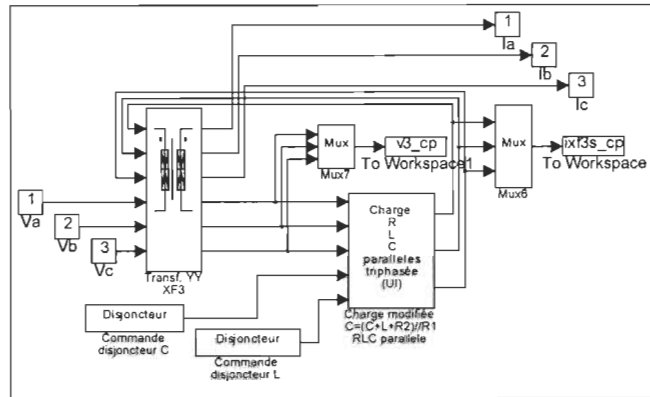 1
Ia
2
Ib
3
Ic
Mux
Mux7
v3_cp
To Workspace1
Mux
Mux6
ixf3s_cp
To Workspace
1
Va
2
Vb
3
Vc
Transf. YY
XF3
Charge
R
L
C
paralleles
triphasée
(UI)
Charge modifiée
C=(C+L+R2)//R1
RLC parallele
Disjoncteur
Commande
disjoncteur C
Disjoncteur
Commande
disjoncteur L